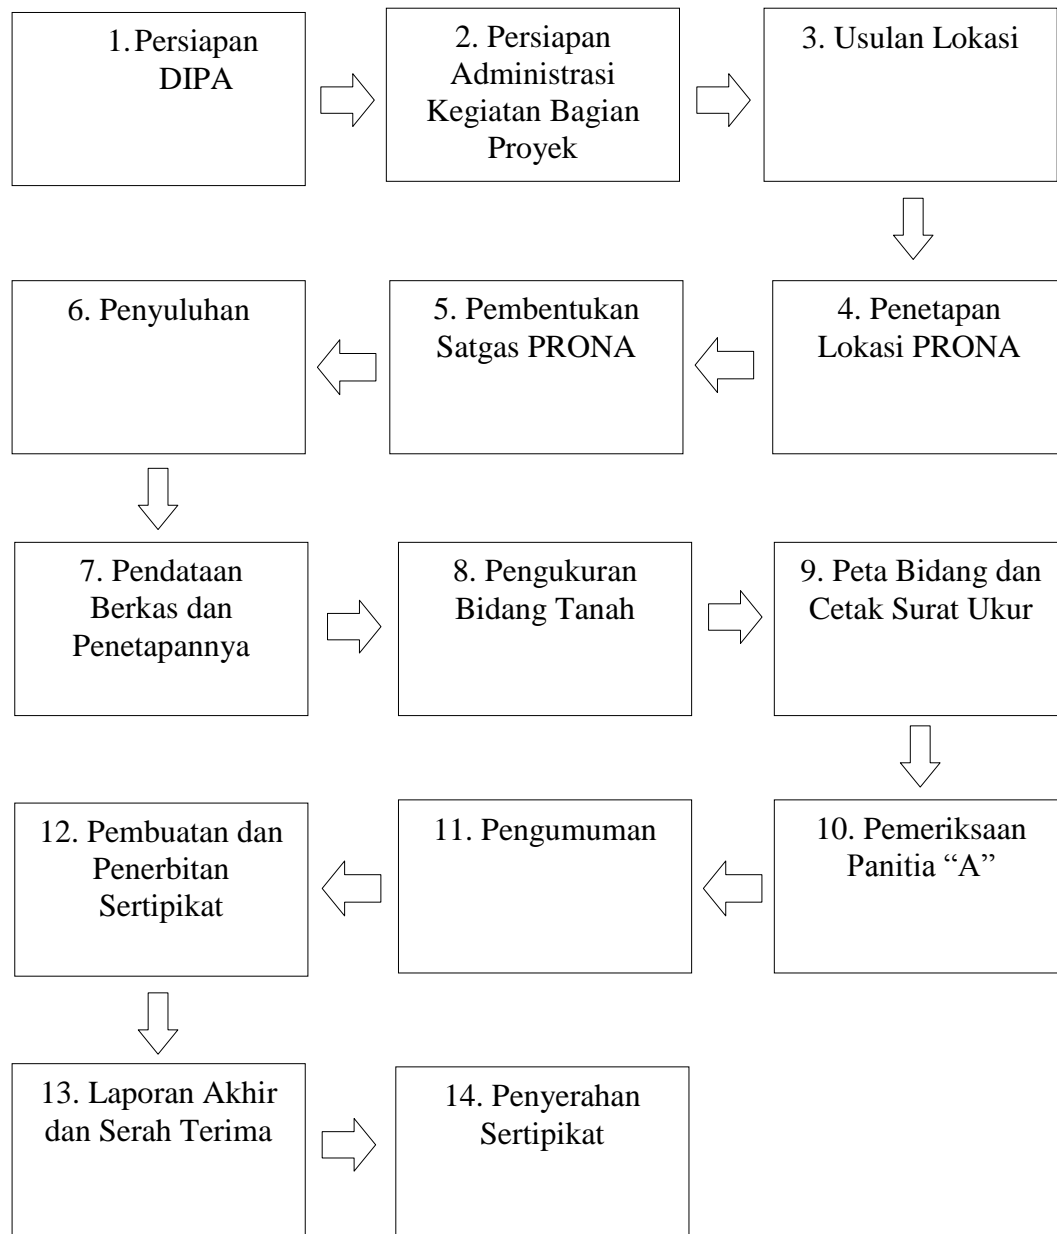 1. Persiapan
DIPA
2. Persiapan
Administrasi
Kegiatan Bagian
Proyek
3. Usulan Lokasi
6. Penyuluhan
5. Pembentukan
Satgas PRONA
4. Penetapan
Lokasi PRONA
7. Pendataan
Berkas dan
Penetapannya
8. Pengukuran
Bidang Tanah
9. Peta Bidang dan
Cetak Surat Ukur
12. Pembuatan dan
Penerbitan
Sertipikat
11. Pengumuman
10. Pemeriksaan
Panitia “A”
13. Laporan Akhir
dan Serah Terima
14. Penyerahan
Sertipikat